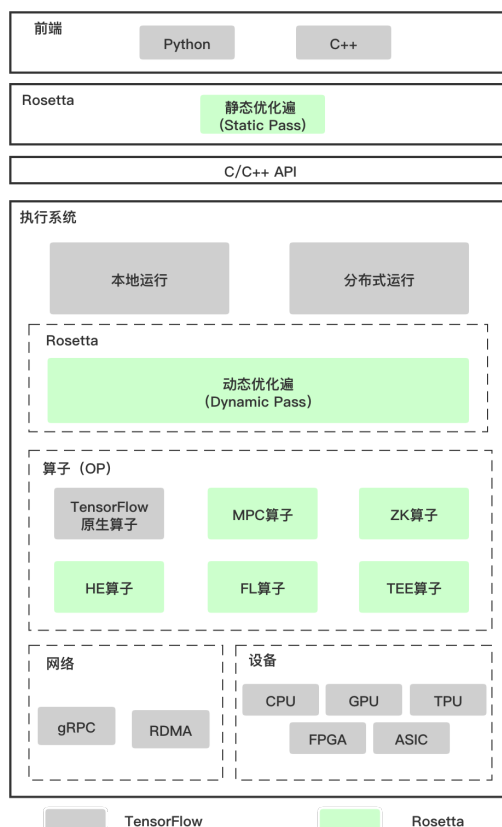 前端
Python
C++
Rosetta
静态优化遍
(Static Pass)
C/C++ API
执行系统
本地运行
分布式运行
Rosetta
动态优化遍
(Dynamic Pass)
算子（OP）
TensorFlow
原生算子
MPC算子
ZK算子
HE算子
FL算子
TEE算子
网络
gRPC
RDMA
设备
CPU
GPU
TPU
FPGA
ASIC
TensorFlow
Rosetta